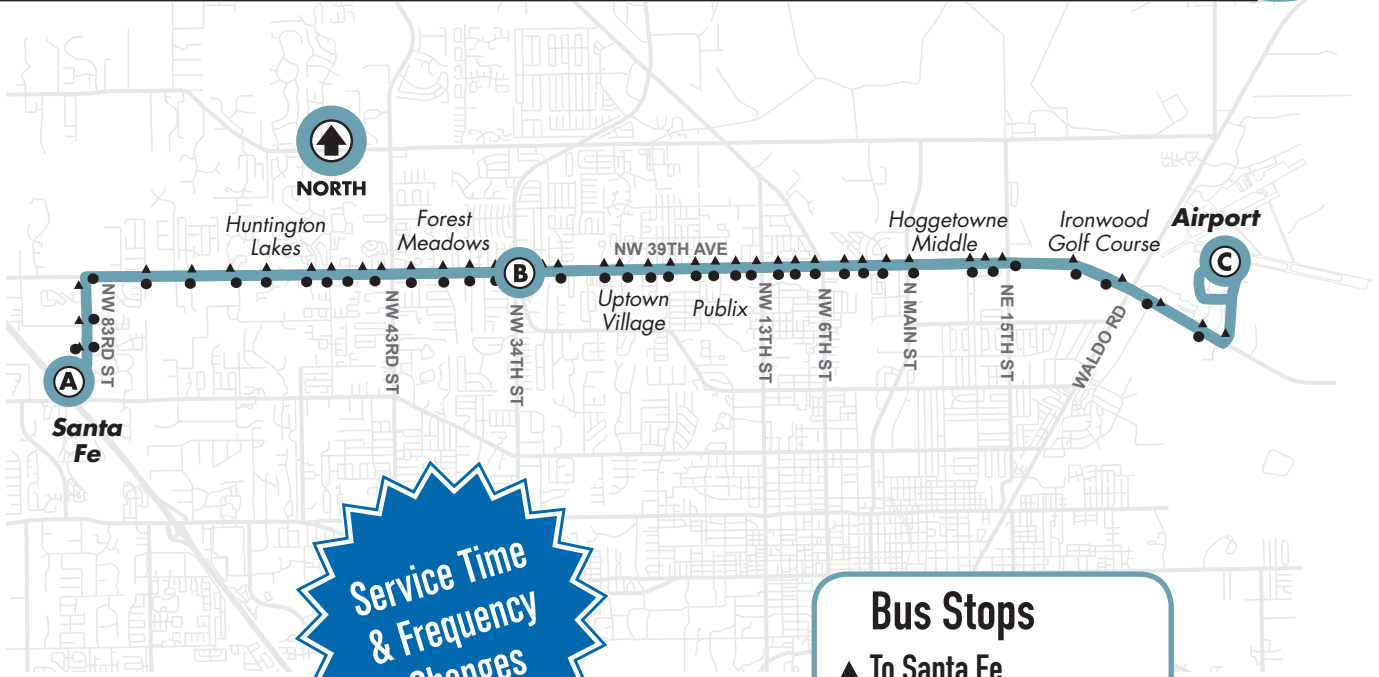 NORTH
Huntington
Lakes
Forest
Meadows
NW 39TH AVE
Hoggetowne
Middle
Ironwood
Golf Course
Airport
C
B
Uptown
Village
Publix
NW 83RD ST
NW 43RD ST
NW 34TH ST
NW 13TH ST
NW 6TH ST
N MAIN ST
NE 15TH ST
WALDO RD
A
Santa
Fe
Service Time
& Frequency
Changes
Bus Stops
To Santa Fe